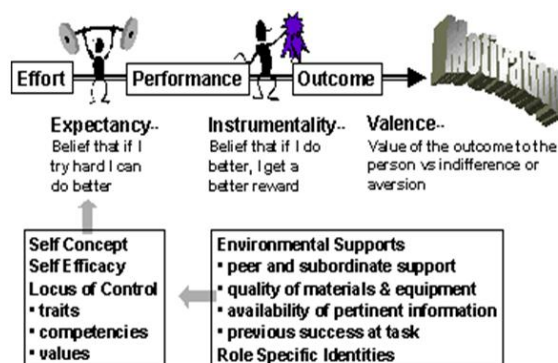 Effort
Performance
Outcome
Motivation
Expectancy--
Belief that if I
try hard I can
do better
Instrumentality--
Belief that if I do
better, I get a
better reward
Valence--
Value of the outcome to the
person vs indifference or
aversion
Self Concept
Self Efficacy
Locus of Control
▪ traits
▪ competencies
▪ values
Environmental Supports
▪ peer and subordinate support
▪ quality of materials & equipment
▪ availability of pertinent information
▪ previous success at task
Role Specific Identities